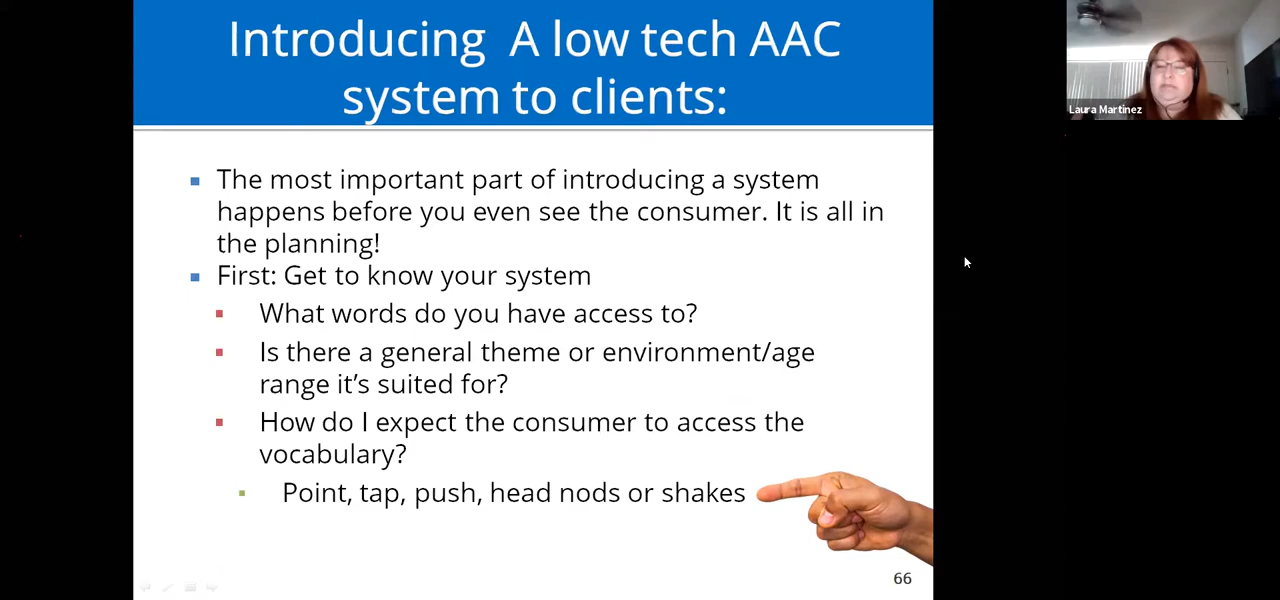 Introducing A low tech AAC
system to clients:
Laura Martinez
The most important part of introducing a system
happens before you even see the consumer. It is all in
the planning!
First: Get to know your system
What words do you have access to?
Is there a general theme or environment/age
range it's suited for?
How do I expect the consumer to access the
vocabulary?
Point, tap, push, head nods or shakes
66